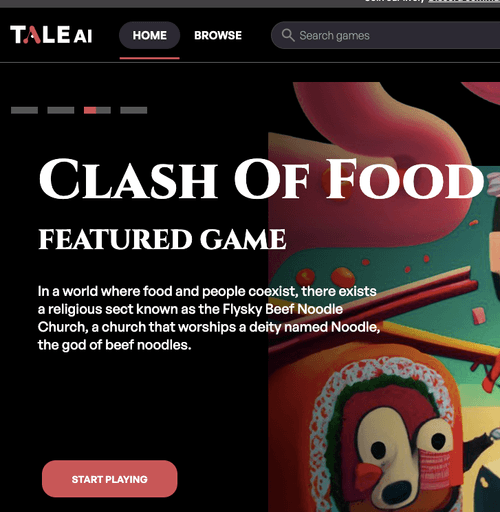 TALE AI
HOME
BROWSE
Search games
CLASH OF FOOD
FEATURED GAME
In a world where food and people coexist, there exists
a religious sect known as the Flysky Beef Noodle
Church, a church that worships a deity named Noodle,
the god of beef noodles.
START PLAYING